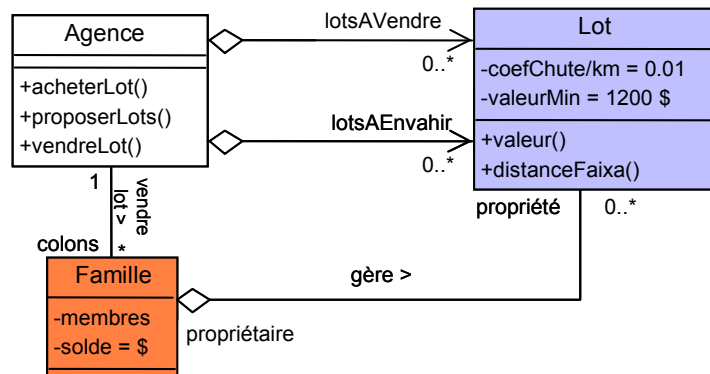 Agence
+acheterLot()
+proposerLots()
+vendreLot()
lotsAVendre
0..*
lotsAEnvahir
0..*
Lot
-coefChute/km = 0.01
-valeurMin = 1200 $
+valeur()
+distanceFaixa()
1
vendre
lot >
colons
*
propriété
0..*
Famille
-membres
-solde = $
gère >
propriétaire